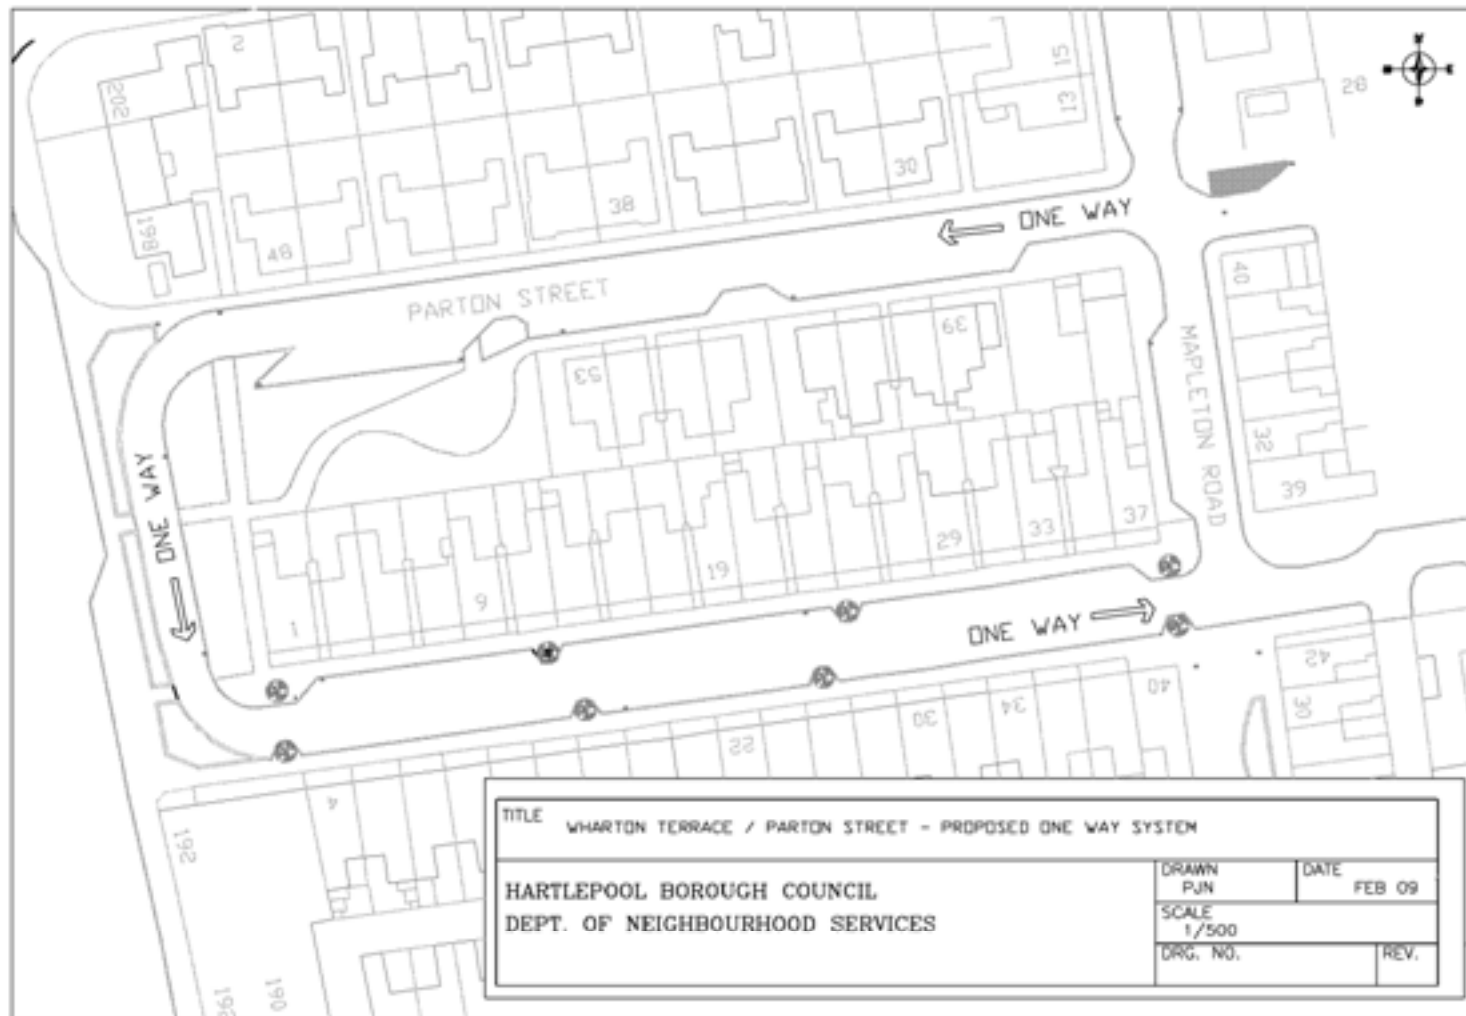 2
202
15
13
28
198
48
38
30
ONE WAY
PARTON STREET
40
39
53
MAPLETON ROAD
32
39
ONE WAY
37
33
29
19
9
1
ONE WAY
42
40
30
34
30
22
4
192
190
TITLE WHARTON TERRACE / PARTON STREET - PROPOSED ONE WAY SYSTEM
HARTLEPOOL BOROUGH COUNCIL
DEPT. OF NEIGHBOURHOOD SERVICES
DRAWN
PJN
DATE
FEB 09
SCALE
1/500
DRG. NO.
REV.